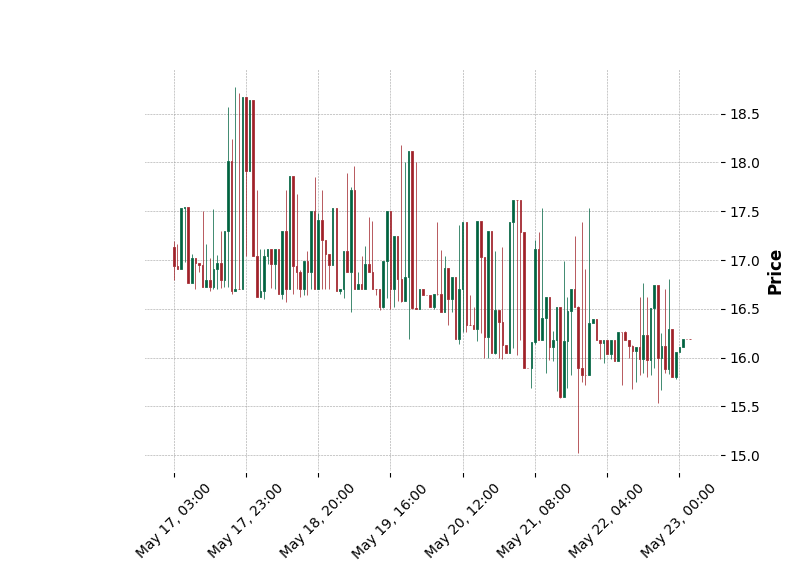 18.5
18.0
17.5
17.0
16.5
16.0
15.5
15.0
Price
May 17, 03:00
May 17, 23:00
May 18, 20:00
May 19, 16:00
May 20, 12:00
May 21, 08:00
May 22, 04:00
May 23, 00:00